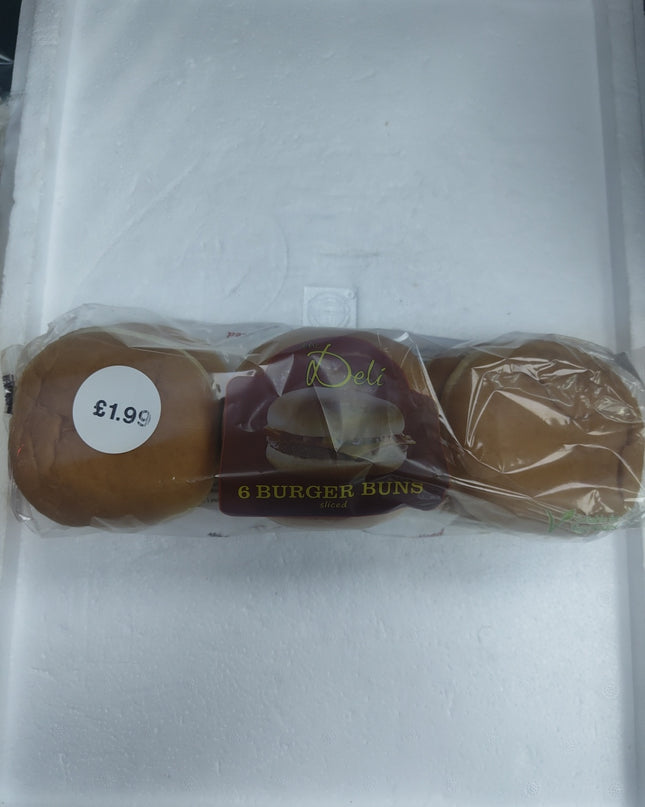 £1.99
Deli
6 BURGER BUNS
sliced